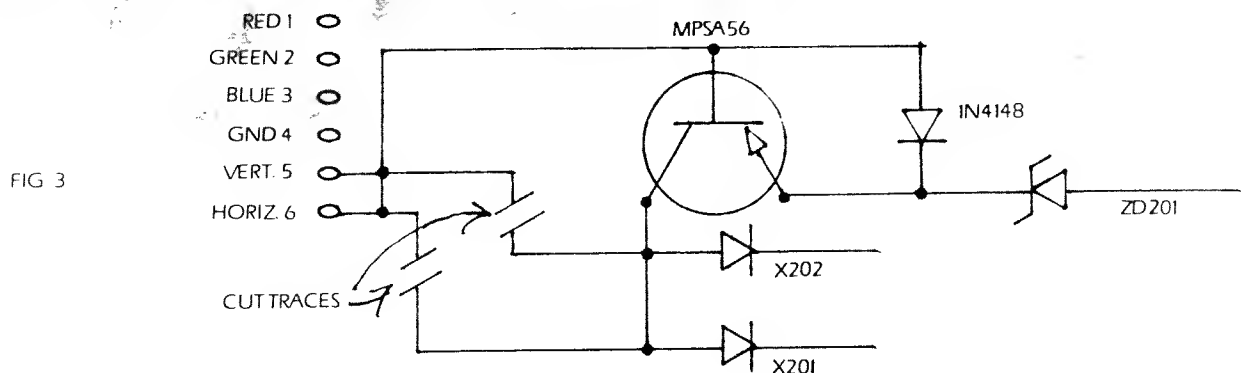 RED 1
MPSA56
GREEN 2
BLUE 3
1N4148
GND 4
FIG 3
VERT. 5
HORIZ. 6
ZD201
X202
CUT TRACES
X201